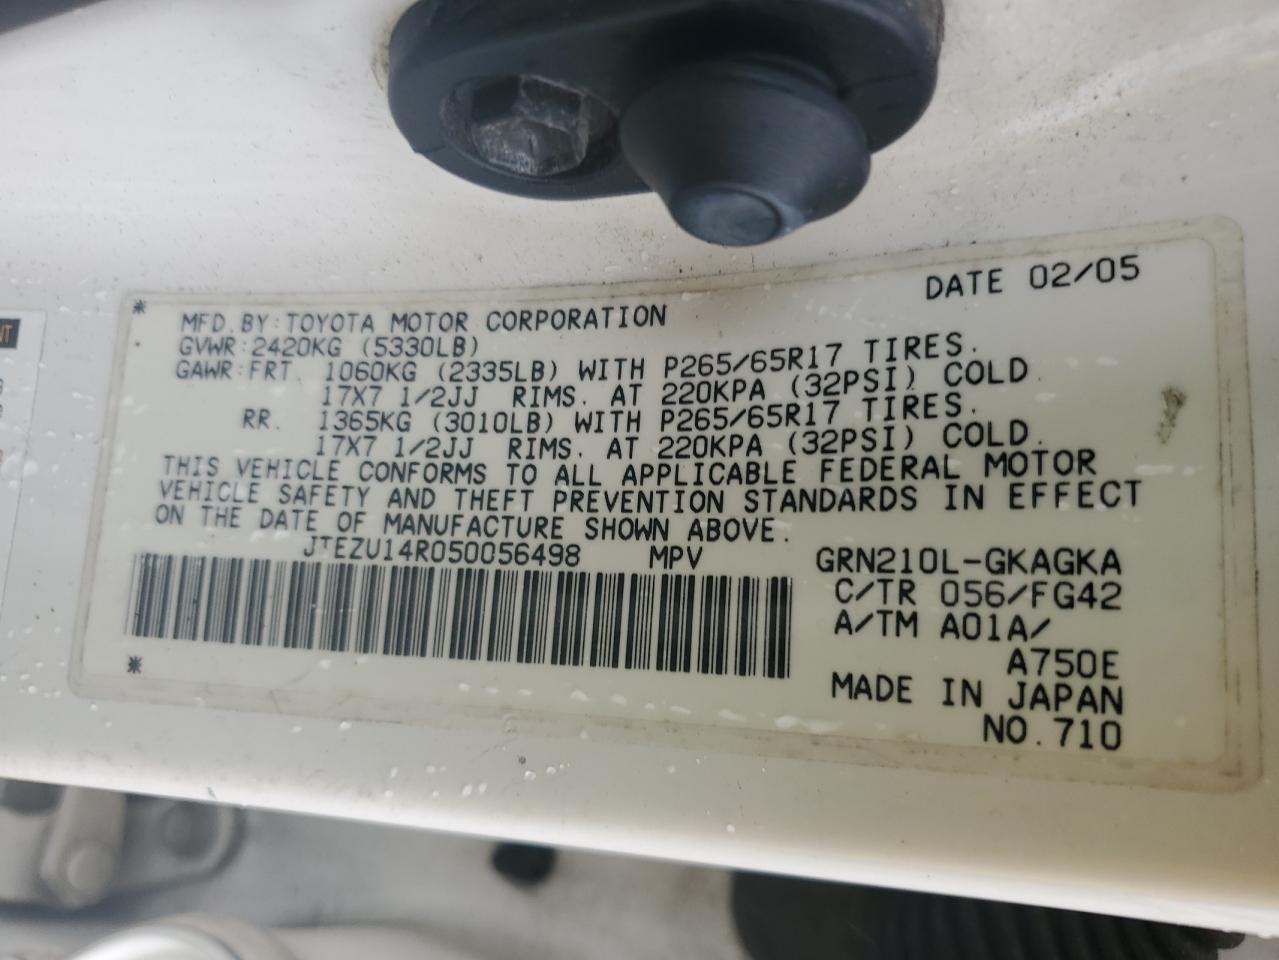 DATE 02/05
MFD. BY: TOYOTA MOTOR CORPORATION
GVWR: 2420KG (5330LB)
GAWR: FRT. 1060KG (2335LB) WITH P265/65R17 TIRES.
17X7 1/2JJ RIMS. AT 220KPA (32PSI) COLD.
RR. 1365KG (3010LB) WITH P265/65R17 TIRES.
17X7 1/2JJ RIMS. AT 220KPA (32PSI) COLD.
THIS VEHICLE CONFORMS TO ALL APPLICABLE FEDERAL MOTOR
VEHICLE SAFETY AND THEFT PREVENTION STANDARDS IN EFFECT
ON THE DATE OF MANUFACTURE SHOWN ABOVE.
JTEZU14R050056498 MPV GRN210L-GKAGKA
C/TR 056/FG42
A/TM A01A/
A750E
MADE IN JAPAN
NO. 710